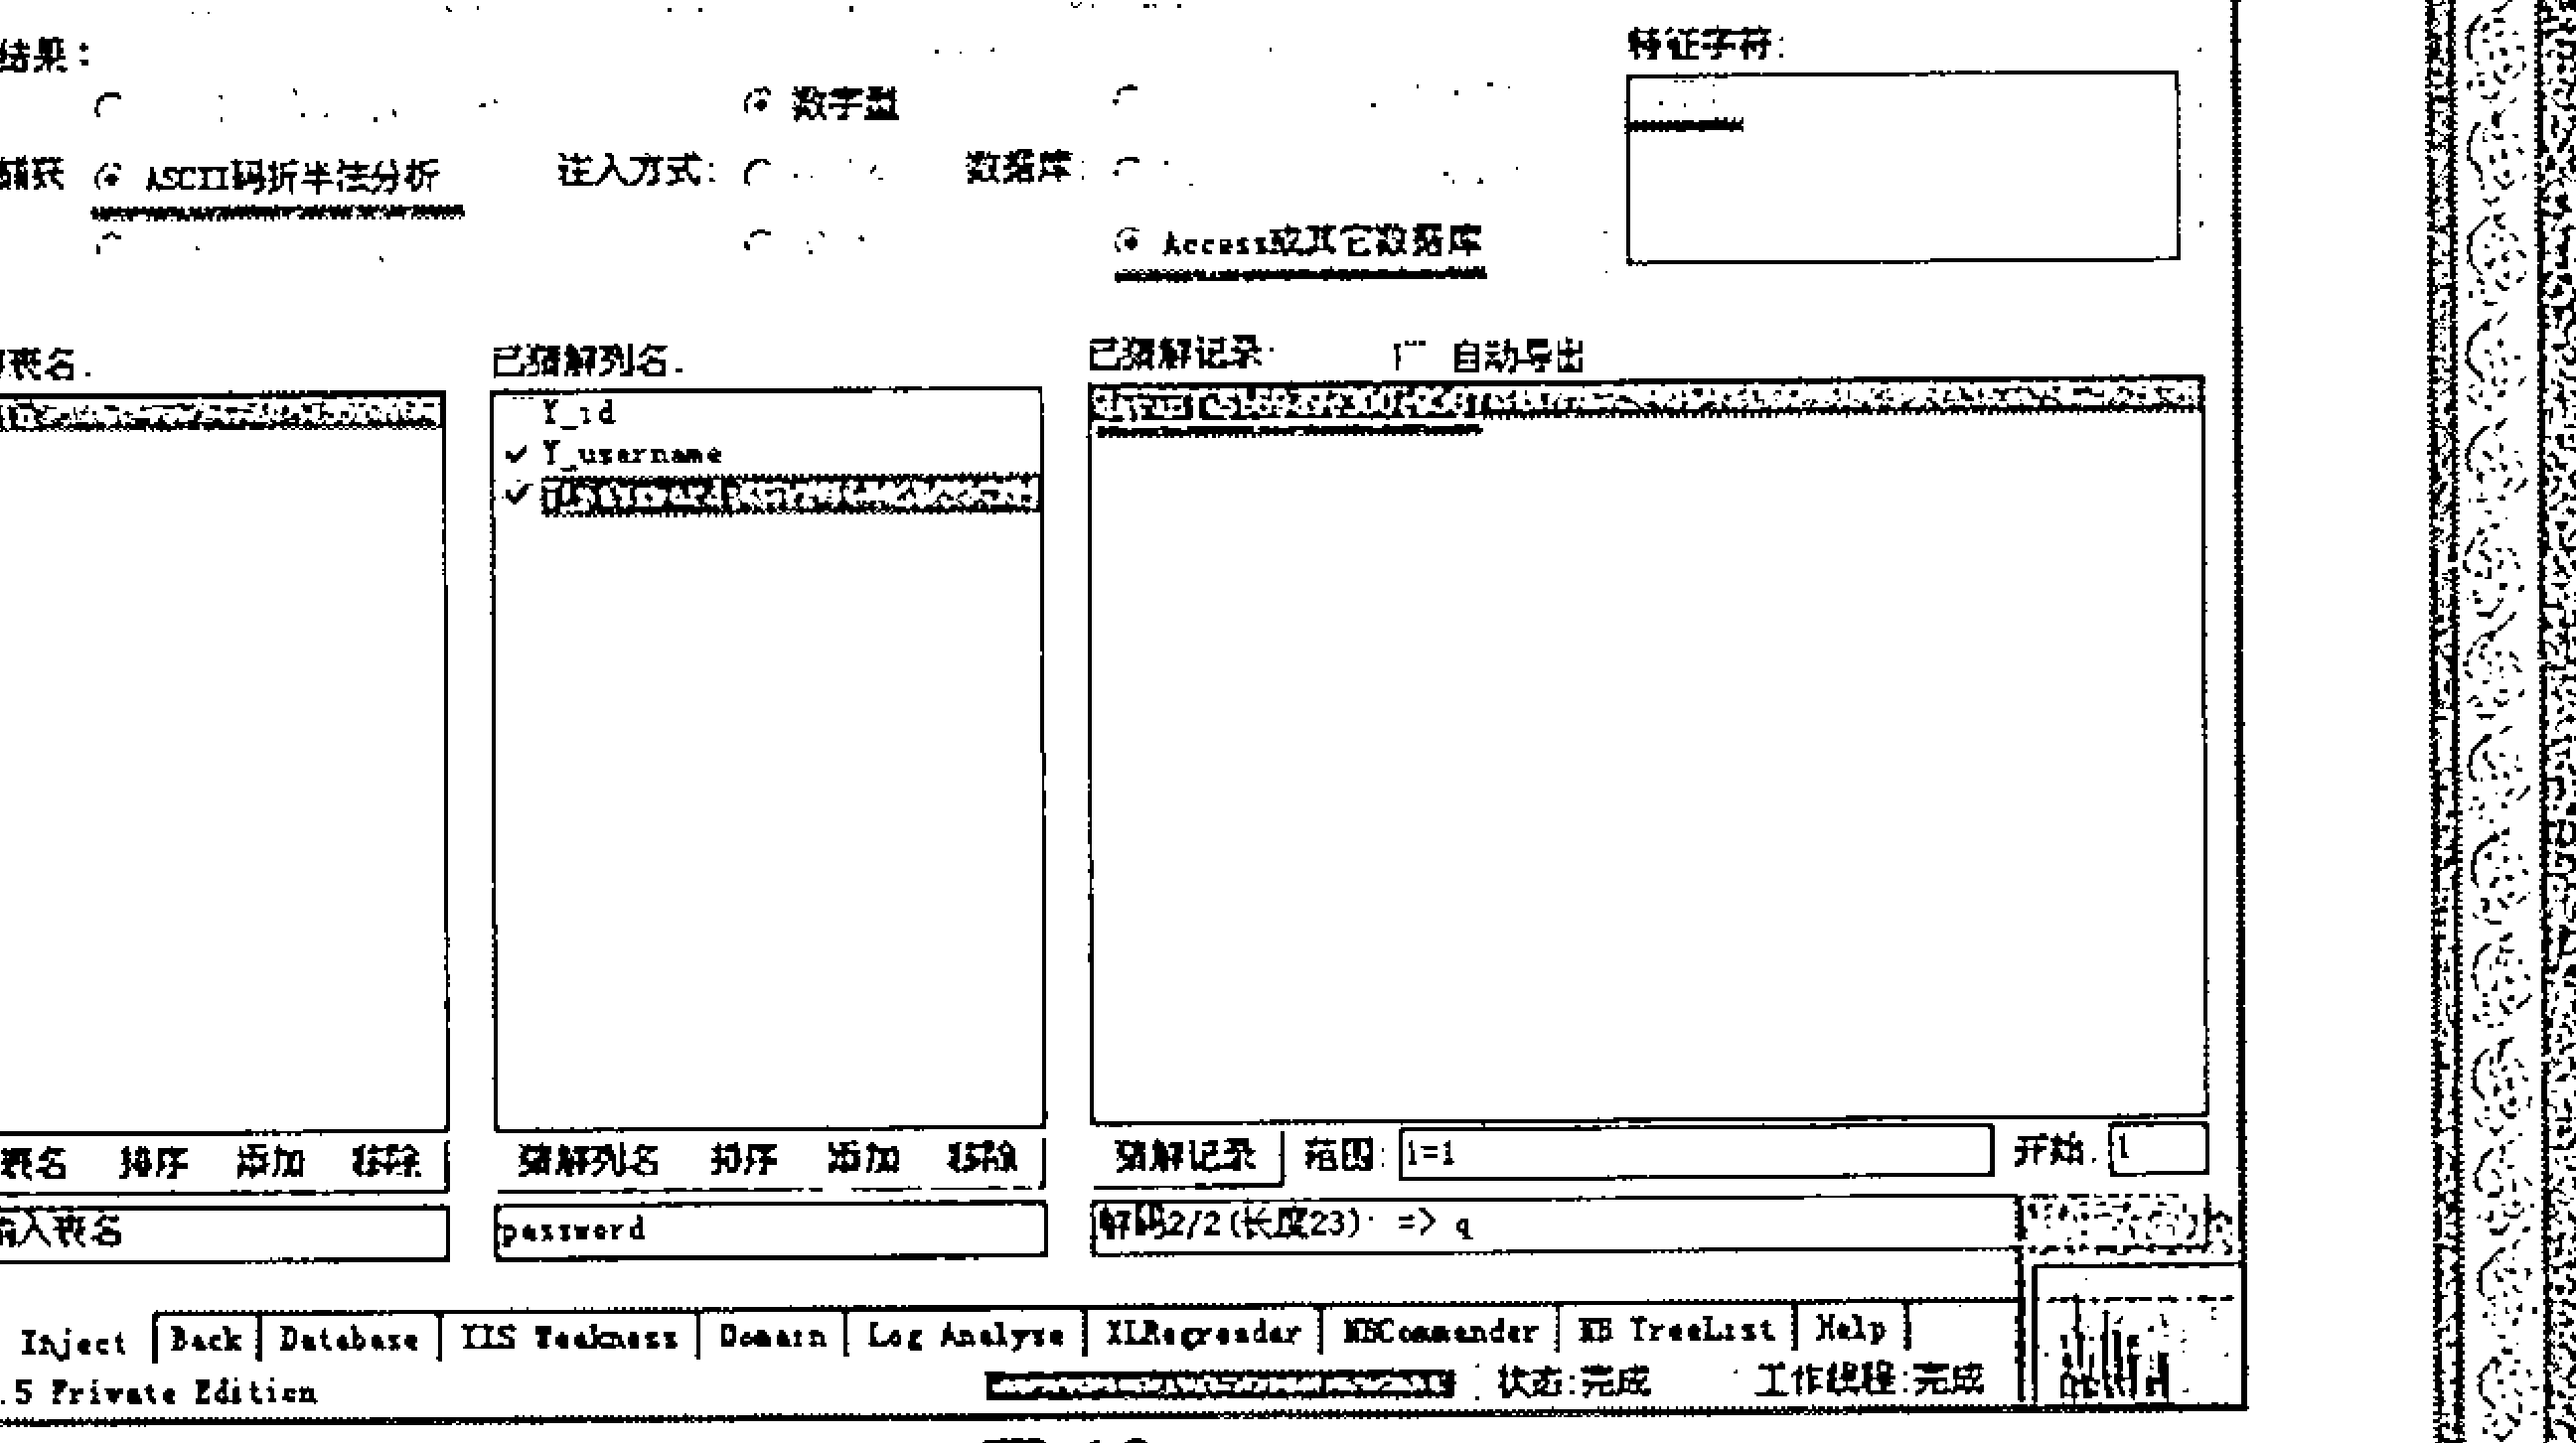 结果：
特征字符:
数字型
捕获 ASCII码折半法分析 注入方式: 数据库:
Access或其它数据库
表名.
已猜解列名.
已猜解记录: 自动导出
Y_id
Y_username
表名 排序 添加 移除
猜解列名 排序 添加 移除
猜解记录 范围: 1=1 开始. 1
输入表名
password
解码2/2(长度23): => q
Inject Back Database IIS Weakness Domain Log Analyse XLRegreader NBCommander NB TreeList Help
.5 Private Edition
状态:完成 工作线程:完成